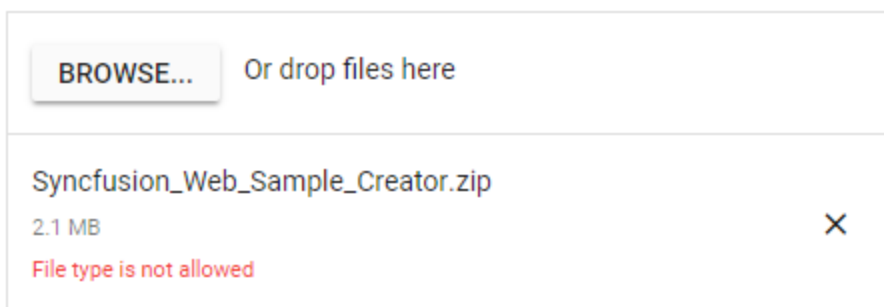 BROWSE... Or drop files here
Syncfusion_Web_Sample_Creator.zip
2.1 MB
File type is not allowed